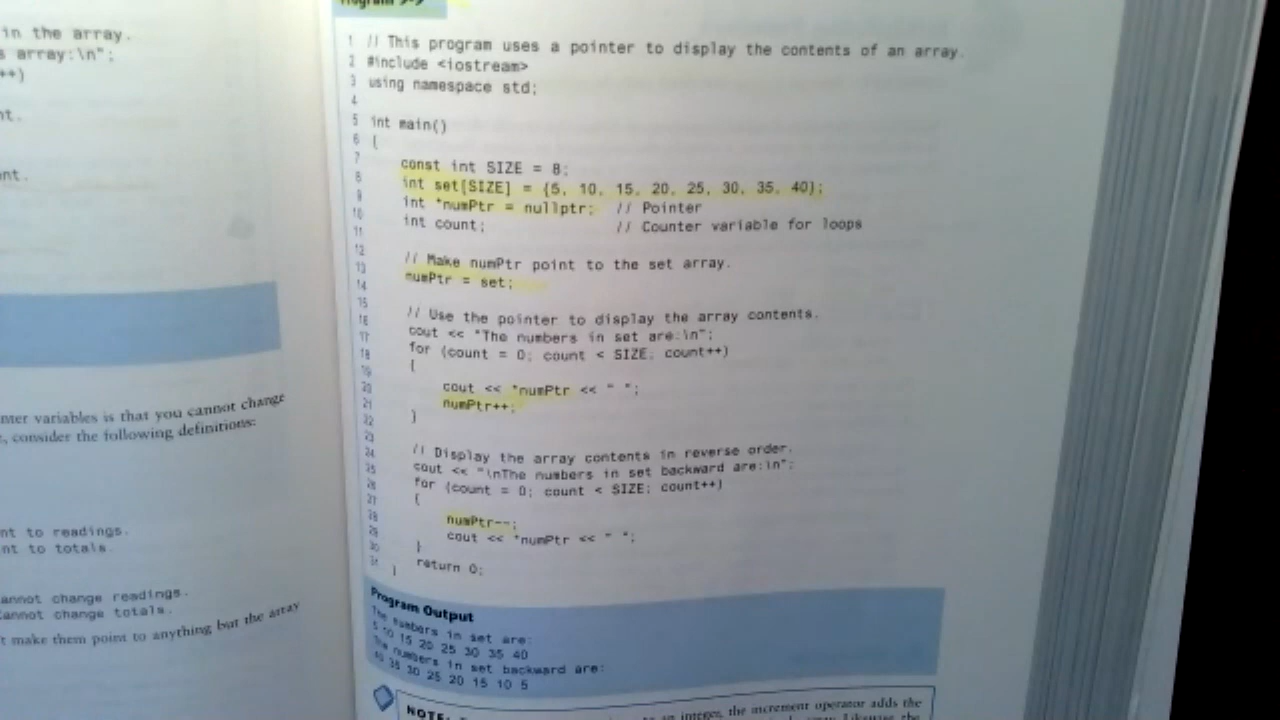 in the array.
s array:\n";
++)
nt.
nt.
nter variables is that you cannot change
, consider the following definitions:
nt to readings.
nt to totals.
annot change readings.
Cannot change totals.
t make them point to anything but the array
Program 9-9
1 // This program uses a pointer to display the contents of an array.
2 #include <iostream>
3 using namespace std;
4
5 int main()
6 {
7 const int SIZE = 8;
8 int set[SIZE] = {5, 10, 15, 20, 25, 30, 35, 40};
9 int *numPtr = nullptr; // Pointer
10 int count; // Counter variable for loops
11
12 // Make numPtr point to the set array.
13 numPtr = set;
14
15 // Use the pointer to display the array contents.
16 cout << "The numbers in set are:\n";
17 for (count = 0; count < SIZE; count++)
18 {
19 cout << *numPtr << " ";
20 numPtr++;
21 }
22
23 // Display the array contents in reverse order.
24 cout << "\nThe numbers in set backward are:\n";
25 for (count = 0; count < SIZE; count++)
26 {
27 numPtr--;
28 cout << *numPtr << " ";
29 }
30 return 0;
31 }
Program Output
The numbers in set are:
5 10 15 20 25 30 35 40
The numbers in set backward are:
40 35 30 25 20 15 10 5
NOTE: an integer, the increment operator adds the
array. Likewise, the